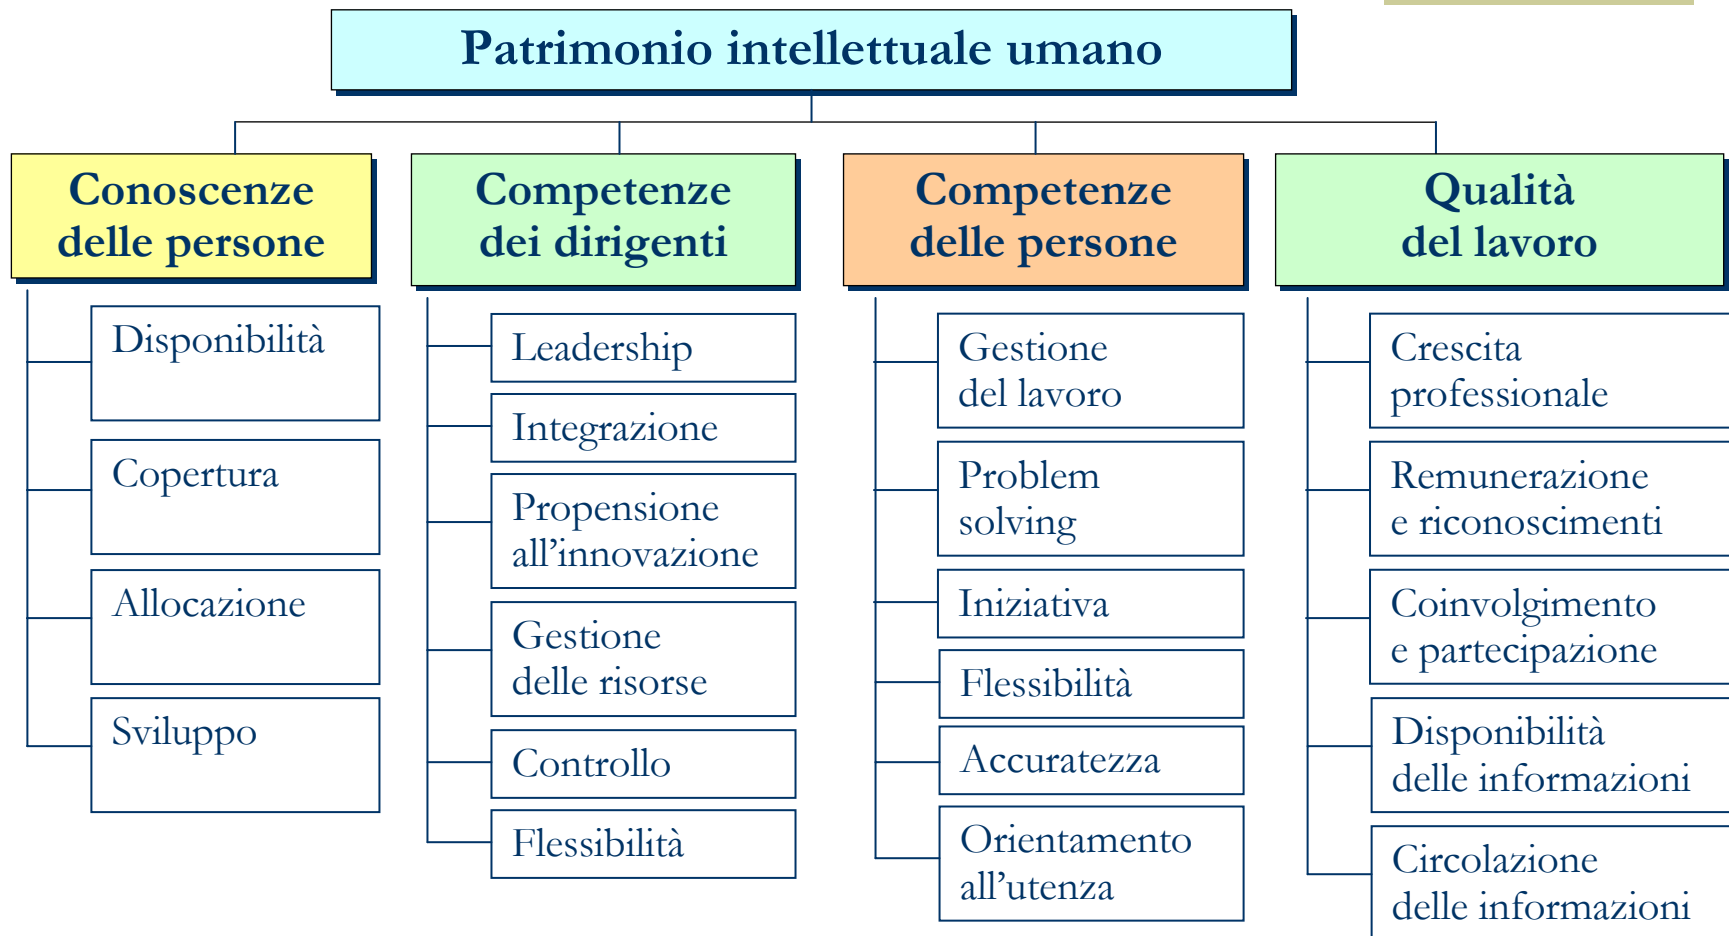 Patrimonio intellettuale umano
Conoscenze
delle persone
Disponibilità
Copertura
Allocazione
Sviluppo
Competenze
dei dirigenti
Leadership
Integrazione
Propensione
all’innovazione
Gestione
delle risorse
Controllo
Flessibilità
Competenze
delle persone
Gestione
del lavoro
Problem
solving
Iniziativa
Flessibilità
Accuratezza
Orientamento
all’utenza
Qualità
del lavoro
Crescita
professionale
Remunerazione
e riconoscimenti
Coinvolgimento
e partecipazione
Disponibilità
delle informazioni
Circolazione
delle informazioni